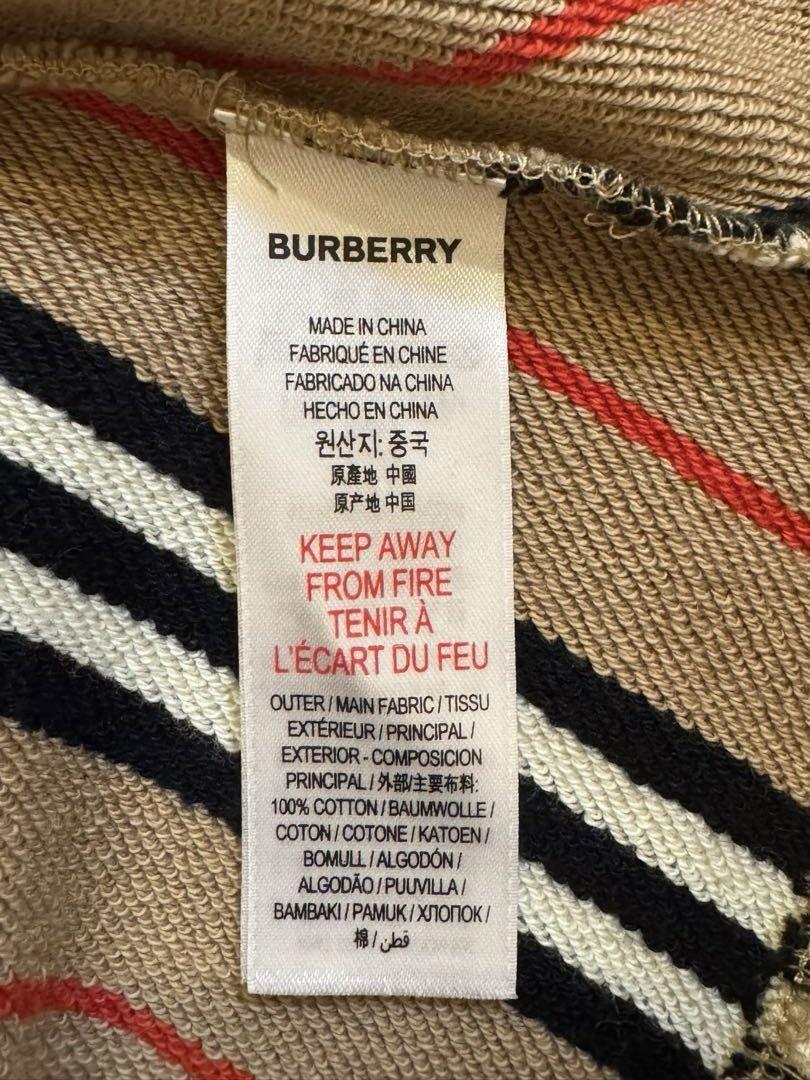 BURBERRY
MADE IN CHINA
FABRIQUÉ EN CHINE
FABRICADO NA CHINA
HECHO EN CHINA
원산지: 중국
原產地 中國
原产地 中国
KEEP AWAY
FROM FIRE
TENIR À
L'ÉCART DU FEU
OUTER / MAIN FABRIC / TISSU
EXTÉRIEUR / PRINCIPAL /
EXTERIOR - COMPOSICION
PRINCIPAL / 外部/主要布料:
100% COTTON / BAUMWOLLE /
COTON / COTONE / KATOEN /
BOMULL / ALGODÓN /
ALGODÃO / PUUVILLA /
BAMBAKI / PAMUK / ХЛОПОК /
棉 / قطن